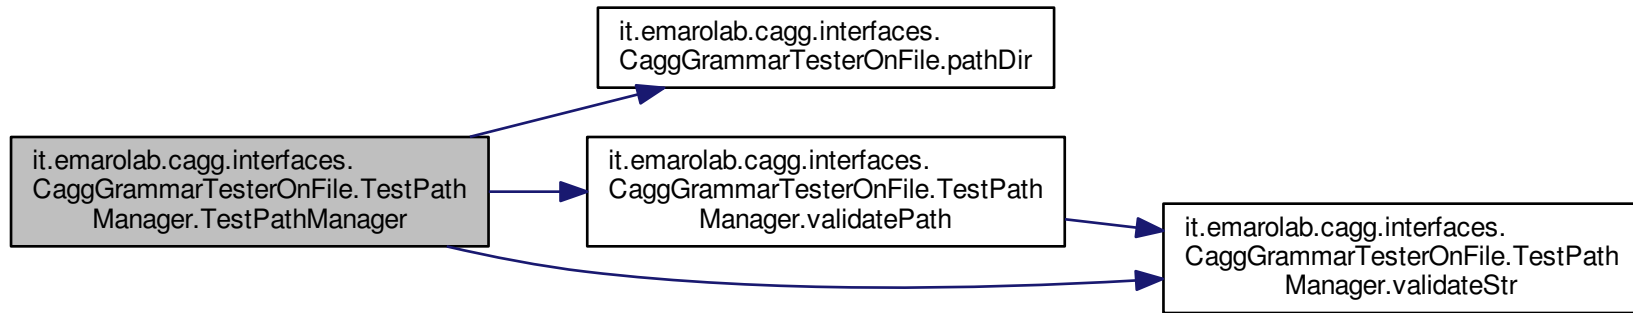 it.emarolab.cagg.interfaces.
CaggGrammarTesterOnFile.pathDir
it.emarolab.cagg.interfaces.
CaggGrammarTesterOnFile.TestPath
Manager.TestPathManager
it.emarolab.cagg.interfaces.
CaggGrammarTesterOnFile.TestPath
Manager.validatePath
it.emarolab.cagg.interfaces.
CaggGrammarTesterOnFile.TestPath
Manager.validateStr